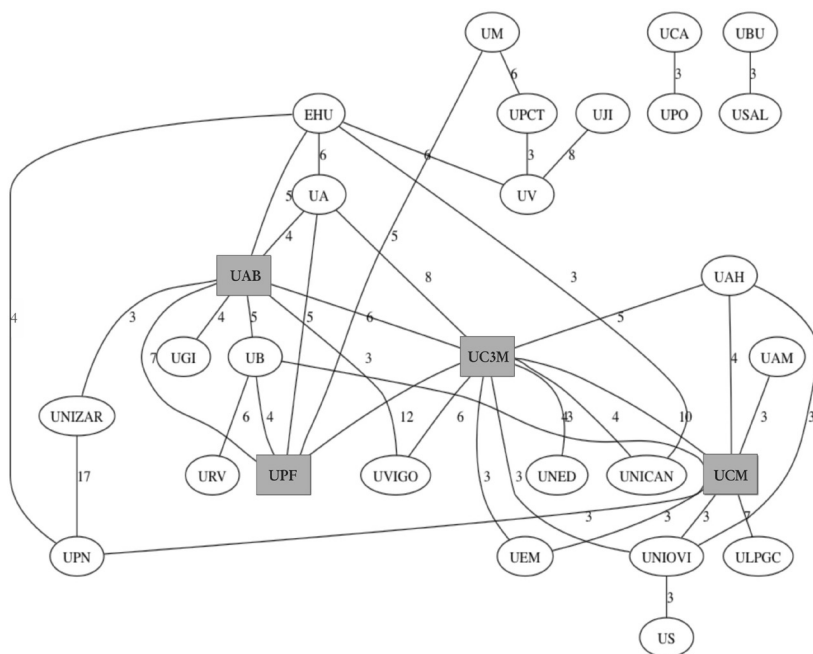 UM UCA UBU
6 3 3
EHU UPCT UJI UPO USAL
6 6 3 8
5 UA UV
4 5
UAB 8 3 UAH
4 3 4 5 5 6 5
7 UGI UB 3 UC3M 4 UAM
UNIZAR 6 4 12 6 4 3 4 10 3 3
17 URV UPF UVIGO 3 3 UNED UNICAN UCM
3 3 3 7
UPN UEM UNIOVI ULPGC
3
US